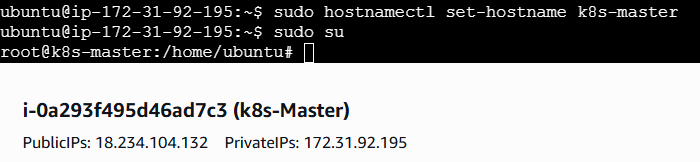 ubuntu@ip-172-31-92-195:~$ sudo hostnamectl set-hostname k8s-master
ubuntu@ip-172-31-92-195:~$ sudo su
root@k8s-master:/home/ubuntu#
i-0a293f495d46ad7c3 (k8s-Master)
PublicIPs: 18.234.104.132 PrivateIPs: 172.31.92.195